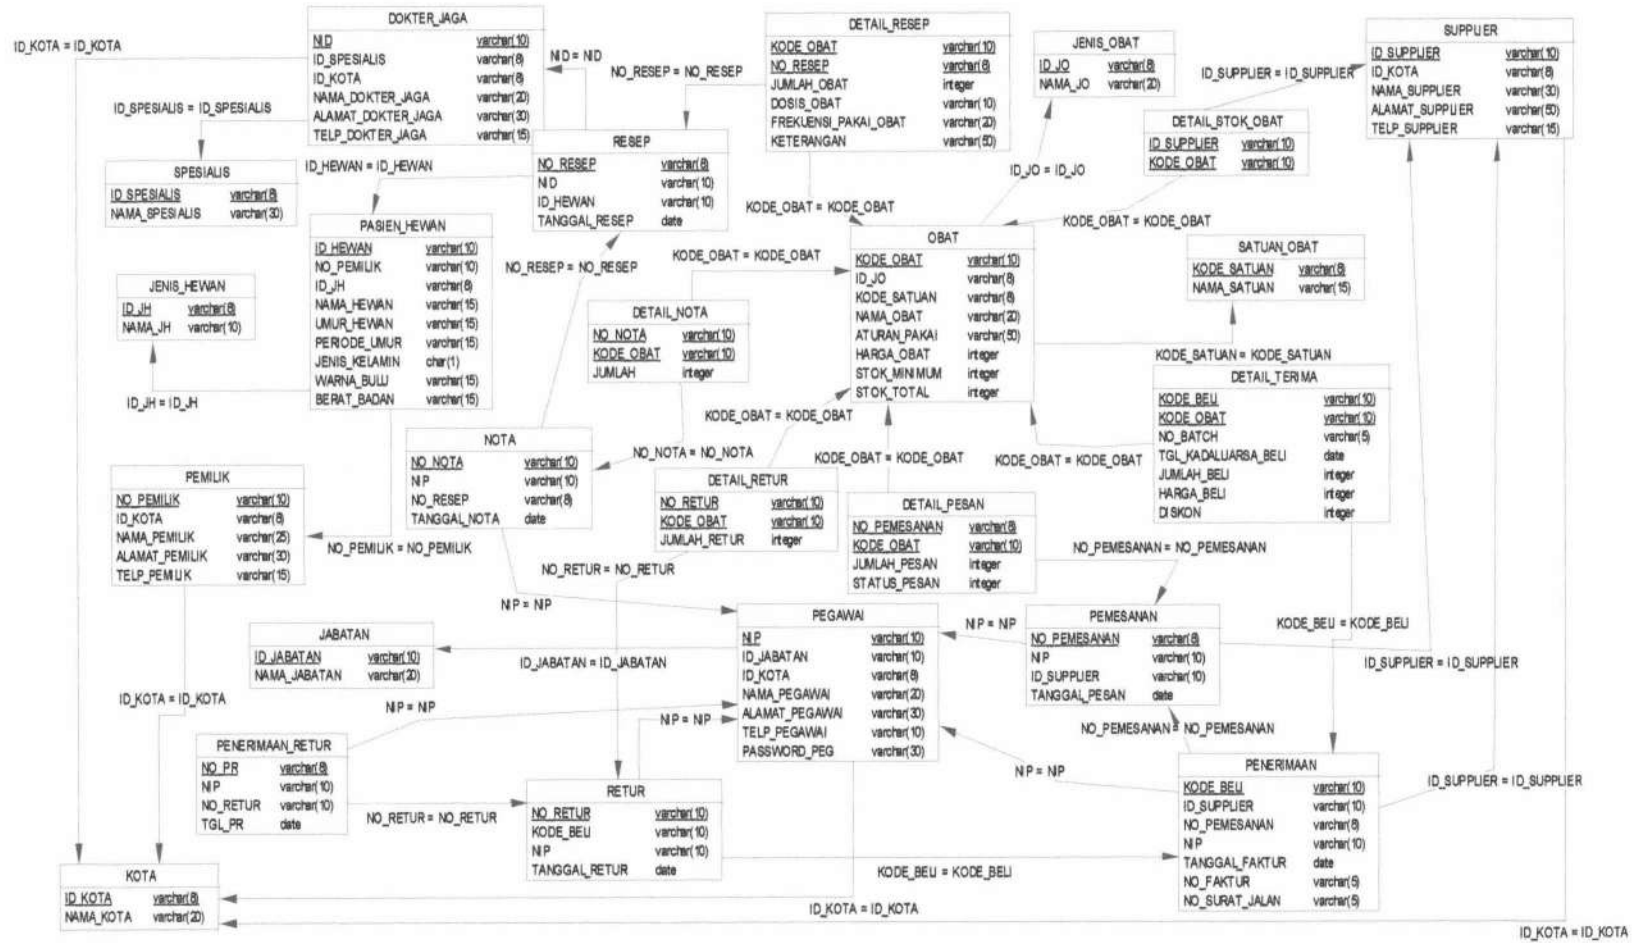 DOKTER_JAGA
NID varchar(10)
ID_SPESIALIS varchar(8)
ID_KOTA varchar(8)
NAMA_DOKTER_JAGA varchar(20)
ALAMAT_DOKTER_JAGA varchar(30)
TELP_DOKTER_JAGA varchar(15)
DETAIL_RESEP
KODE_OBAT varchar(10)
NO_RESEP varchar(8)
JUMLAH_OBAT integer
DOSIS_OBAT varchar(10)
FREKUENSI_PAKAI_OBAT varchar(20)
KETERANGAN varchar(50)
JENIS_OBAT
ID_JO varchar(8)
NAMA_JO varchar(20)
SUPPLIER
ID_SUPPLIER varchar(10)
ID_KOTA varchar(8)
NAMA_SUPPLIER varchar(30)
ALAMAT_SUPPLIER varchar(50)
TELP_SUPPLIER varchar(15)
ID_KOTA = ID_KOTA
NID = NID
NO_RESEP = NO_RESEP
ID_SUPPLIER = ID_SUPPLIER
ID_SPESIALIS = ID_SPESIALIS
DETAIL_STOK_OBAT
ID_SUPPLIER varchar(10)
KODE_OBAT varchar(10)
RESEP
NO_RESEP varchar(8)
NID varchar(10)
ID_HEWAN varchar(10)
TANGGAL_RESEP date
SPESIALIS
ID_SPESIALIS varchar(8)
NAMA_SPESIALIS varchar(30)
ID_HEWAN = ID_HEWAN
ID_JO = ID_JO
KODE_OBAT = KODE_OBAT
KODE_OBAT = KODE_OBAT
PASIEN_HEWAN
ID_HEWAN varchar(10)
NO_PEMILIK varchar(10)
ID_JH varchar(8)
NAMA_HEWAN varchar(15)
UMUR_HEWAN varchar(15)
PERIODE_UMUR varchar(15)
JENIS_KELAMIN char(1)
WARNA_BULU varchar(15)
BERAT_BADAN varchar(15)
OBAT
KODE_OBAT varchar(10)
ID_JO varchar(8)
KODE_SATUAN varchar(8)
NAMA_OBAT varchar(20)
ATURAN_PAKAI varchar(50)
HARGA_OBAT integer
STOK_MINIMUM integer
STOK_TOTAL integer
SATUAN_OBAT
KODE_SATUAN varchar(8)
NAMA_SATUAN varchar(15)
KODE_OBAT = KODE_OBAT
NO_RESEP = NO_RESEP
JENIS_HEWAN
ID_JH varchar(8)
NAMA_JH varchar(10)
DETAIL_NOTA
NO_NOTA varchar(10)
KODE_OBAT varchar(10)
JUMLAH integer
KODE_SATUAN = KODE_SATUAN
DETAIL_TERIMA
KODE_BELI varchar(10)
KODE_OBAT varchar(10)
NO_BATCH varchar(5)
TGL_KADALUARSA_BELI date
JUMLAH_BELI integer
HARGA_BELI integer
DISKON integer
ID_JH = ID_JH
KODE_OBAT = KODE_OBAT
NOTA
NO_NOTA varchar(10)
NIP varchar(10)
NO_RESEP varchar(8)
TANGGAL_NOTA date
NO_NOTA = NO_NOTA
KODE_OBAT = KODE_OBAT
KODE_OBAT = KODE_OBAT
PEMILIK
NO_PEMILIK varchar(10)
ID_KOTA varchar(8)
NAMA_PEMILIK varchar(25)
ALAMAT_PEMILIK varchar(30)
TELP_PEMILIK varchar(15)
DETAIL_RETUR
NO_RETUR varchar(10)
KODE_OBAT varchar(10)
JUMLAH_RETUR integer
DETAIL_PESAN
NO_PEMESANAN varchar(8)
KODE_OBAT varchar(10)
JUMLAH_PESAN integer
STATUS_PESAN integer
NO_PEMILIK = NO_PEMILIK
NO_PEMESANAN = NO_PEMESANAN
NO_RETUR = NO_RETUR
NIP = NIP
PEGAWAI
NIP varchar(10)
ID_JABATAN varchar(10)
ID_KOTA varchar(8)
NAMA_PEGAWAI varchar(20)
ALAMAT_PEGAWAI varchar(30)
TELP_PEGAWAI varchar(10)
PASSWORD_PEG varchar(30)
NIP = NIP
PEMESANAN
NO_PEMESANAN varchar(8)
NIP varchar(10)
ID_SUPPLIER varchar(10)
TANGGAL_PESAN date
KODE_BELI = KODE_BELI
JABATAN
ID_JABATAN varchar(10)
NAMA_JABATAN varchar(20)
ID_JABATAN = ID_JABATAN
ID_SUPPLIER = ID_SUPPLIER
ID_KOTA = ID_KOTA
NIP = NIP
NIP = NIP
NO_PEMESANAN = NO_PEMESANAN
PENERIMAAN_RETUR
NO_PR varchar(8)
NIP varchar(10)
NO_RETUR varchar(10)
TGL_PR date
NIP = NIP
PENERIMAAN
KODE_BELI varchar(10)
ID_SUPPLIER varchar(10)
NO_PEMESANAN varchar(8)
NIP varchar(10)
TANGGAL_FAKTUR date
NO_FAKTUR varchar(5)
NO_SURAT_JALAN varchar(5)
ID_SUPPLIER = ID_SUPPLIER
RETUR
NO_RETUR varchar(10)
KODE_BELI varchar(10)
NIP varchar(10)
TANGGAL_RETUR date
NO_RETUR = NO_RETUR
KODE_BELI = KODE_BELI
KOTA
ID_KOTA varchar(8)
NAMA_KOTA varchar(20)
ID_KOTA = ID_KOTA
ID_KOTA = ID_KOTA